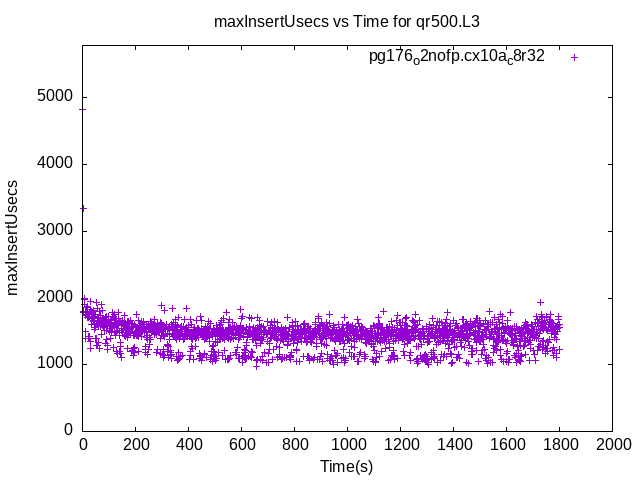 maxInsertUsecs vs Time for qr500.L3
pg176o2nofp.cx10ac8r32
5000
4000
3000
2000
1000
0
maxInsertUsecs
0 200 400 600 800 1000 1200 1400 1600 1800 2000
Time(s)